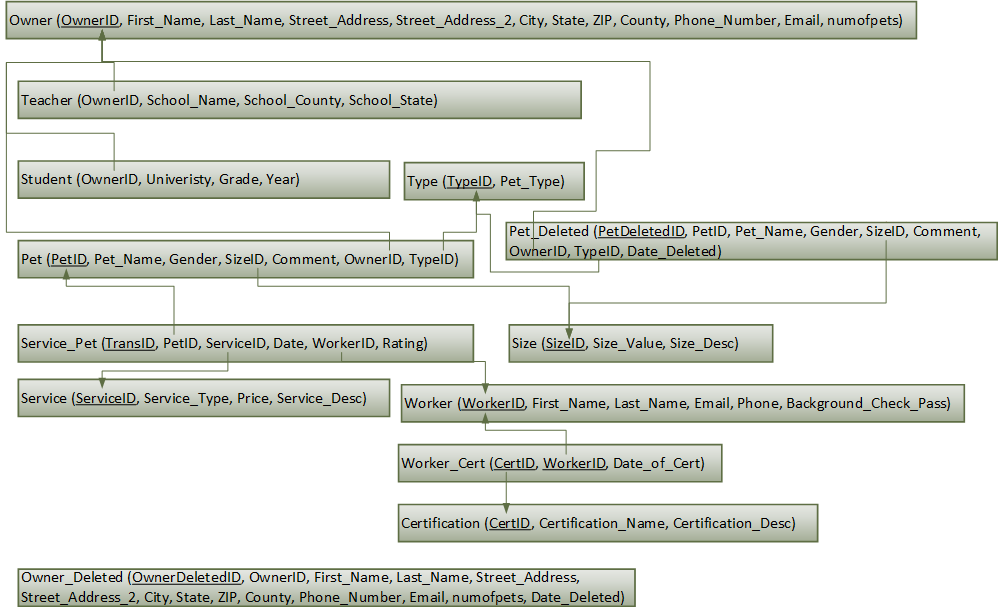 Owner (OwnerID, First_Name, Last_Name, Street_Address, Street_Address_2, City, State, ZIP, County, Phone_Number, Email, numofpets)
Teacher (OwnerID, School_Name, School_County, School_State)
Student (OwnerID, Univeristy, Grade, Year)
Type (TypeID, Pet_Type)
Pet_Deleted (PetDeletedID, PetID, Pet_Name, Gender, SizeID, Comment,
OwnerID, TypeID, Date_Deleted)
Pet (PetID, Pet_Name, Gender, SizeID, Comment, OwnerID, TypeID)
Service_Pet (TransID, PetID, ServiceID, Date, WorkerID, Rating)
Size (SizeID, Size_Value, Size_Desc)
Service (ServiceID, Service_Type, Price, Service_Desc)
Worker (WorkerID, First_Name, Last_Name, Email, Phone, Background_Check_Pass)
Worker_Cert (CertID, WorkerID, Date_of_Cert)
Certification (CertID, Certification_Name, Certification_Desc)
Owner_Deleted (OwnerDeletedID, OwnerID, First_Name, Last_Name, Street_Address,
Street_Address_2, City, State, ZIP, County, Phone_Number, Email, numofpets, Date_Deleted)